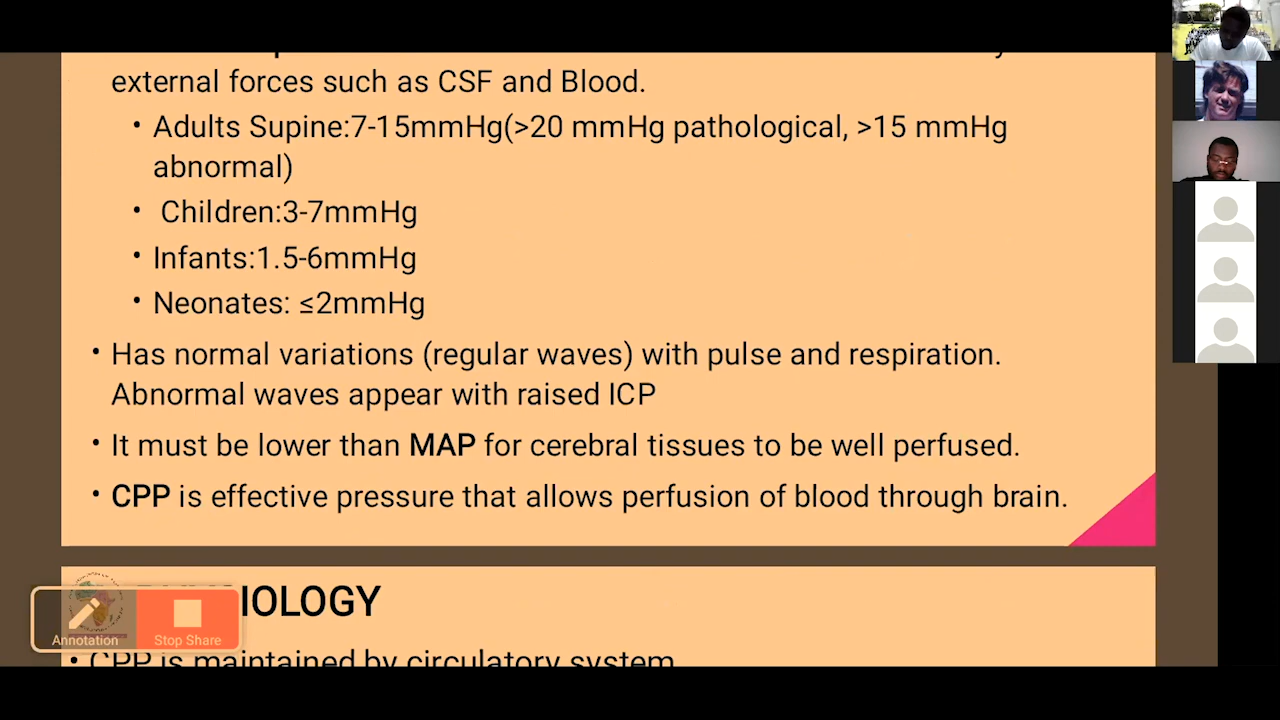 external forces such as CSF and Blood.
• Adults Supine:7-15mmHg(>20 mmHg pathological, >15 mmHg
abnormal)
• Children:3-7mmHg
• Infants:1.5-6mmHg
• Neonates: ≤2mmHg
• Has normal variations (regular waves) with pulse and respiration.
Abnormal waves appear with raised ICP
• It must be lower than MAP for cerebral tissues to be well perfused.
• CPP is effective pressure that allows perfusion of blood through brain.
IOLOGY
Annotation
Stop Share
• CPP is maintained by circulatory system